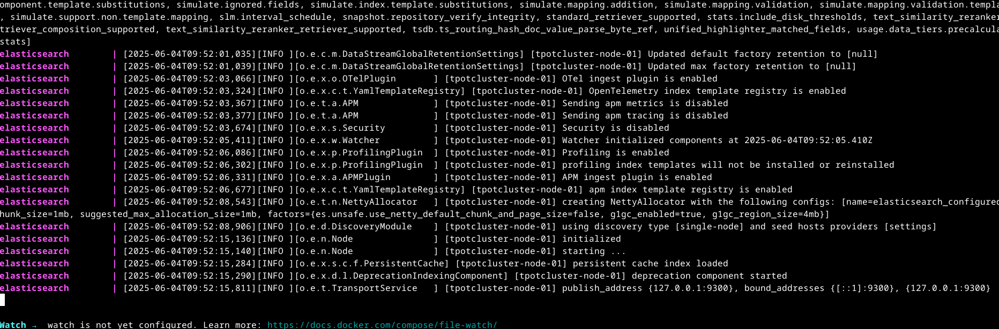 omponent.template.substitutions, simulate.ignored.fields, simulate.index.template.substitutions, simulate.mapping.addition, simulate.mapping.validation, simulate.mapping.validation.templa
, simulate.support.non.template.mapping, slm.interval_schedule, snapshot.repository_verify_integrity, standard_retriever_supported, stats.include_disk_thresholds, text_similarity_reranker
triever_composition_supported, text_similarity_reranker_retriever_supported, tsdb.ts_routing_hash_doc_value_parse_byte_ref, unified_highlighter_matched_fields, usage.data_tiers.precalcula
stats]
elasticsearch        | [2025-06-04T09:52:01,035][INFO ][o.e.c.m.DataStreamGlobalRetentionSettings] [tpotcluster-node-01] Updated default factory retention to [null]
elasticsearch        | [2025-06-04T09:52:01,039][INFO ][o.e.c.m.DataStreamGlobalRetentionSettings] [tpotcluster-node-01] Updated max factory retention to [null]
elasticsearch        | [2025-06-04T09:52:03,066][INFO ][o.e.x.o.OTelPlugin       ] [tpotcluster-node-01] OTel ingest plugin is enabled
elasticsearch        | [2025-06-04T09:52:03,324][INFO ][o.e.x.c.t.YamlTemplateRegistry] [tpotcluster-node-01] OpenTelemetry index template registry is enabled
elasticsearch        | [2025-06-04T09:52:03,367][INFO ][o.e.t.a.APM              ] [tpotcluster-node-01] Sending apm metrics is disabled
elasticsearch        | [2025-06-04T09:52:03,377][INFO ][o.e.t.a.APM              ] [tpotcluster-node-01] Sending apm tracing is disabled
elasticsearch        | [2025-06-04T09:52:03,674][INFO ][o.e.x.s.Security         ] [tpotcluster-node-01] Security is disabled
elasticsearch        | [2025-06-04T09:52:05,411][INFO ][o.e.x.w.Watcher          ] [tpotcluster-node-01] Watcher initialized components at 2025-06-04T09:52:05.410Z
elasticsearch        | [2025-06-04T09:52:06,086][INFO ][o.e.x.p.ProfilingPlugin  ] [tpotcluster-node-01] Profiling is enabled
elasticsearch        | [2025-06-04T09:52:06,302][INFO ][o.e.x.p.ProfilingPlugin  ] [tpotcluster-node-01] profiling index templates will not be installed or reinstalled
elasticsearch        | [2025-06-04T09:52:06,331][INFO ][o.e.x.a.APMPlugin        ] [tpotcluster-node-01] APM ingest plugin is enabled
elasticsearch        | [2025-06-04T09:52:06,677][INFO ][o.e.x.c.t.YamlTemplateRegistry] [tpotcluster-node-01] apm index template registry is enabled
elasticsearch        | [2025-06-04T09:52:08,543][INFO ][o.e.t.n.NettyAllocator   ] [tpotcluster-node-01] creating NettyAllocator with the following configs: [name=elasticsearch_configured
hunk_size=1mb, suggested_max_allocation_size=1mb, factors={es.unsafe.use_netty_default_chunk_and_page_size=false, g1gc_enabled=true, g1gc_region_size=4mb}]
elasticsearch        | [2025-06-04T09:52:08,906][INFO ][o.e.d.DiscoveryModule    ] [tpotcluster-node-01] using discovery type [single-node] and seed hosts providers [settings]
elasticsearch        | [2025-06-04T09:52:15,136][INFO ][o.e.n.Node               ] [tpotcluster-node-01] initialized
elasticsearch        | [2025-06-04T09:52:15,140][INFO ][o.e.n.Node               ] [tpotcluster-node-01] starting ...
elasticsearch        | [2025-06-04T09:52:15,284][INFO ][o.e.x.s.c.f.PersistentCache] [tpotcluster-node-01] persistent cache index loaded
elasticsearch        | [2025-06-04T09:52:15,290][INFO ][o.e.x.d.l.DeprecationIndexingComponent] [tpotcluster-node-01] deprecation component started
elasticsearch        | [2025-06-04T09:52:15,811][INFO ][o.e.t.TransportService   ] [tpotcluster-node-01] publish_address {127.0.0.1:9300}, bound_addresses {[::1]:9300}, {127.0.0.1:9300}
Watch →  watch is not yet configured. Learn more: https://docs.docker.com/compose/file-watch/